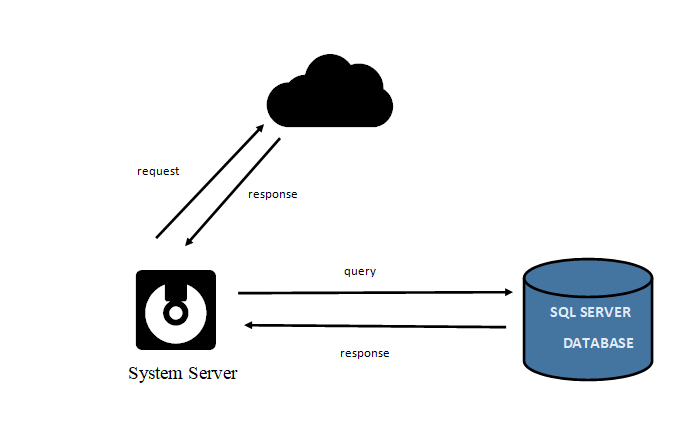 request
response
query
SQL SERVER
DATABASE
response
System Server